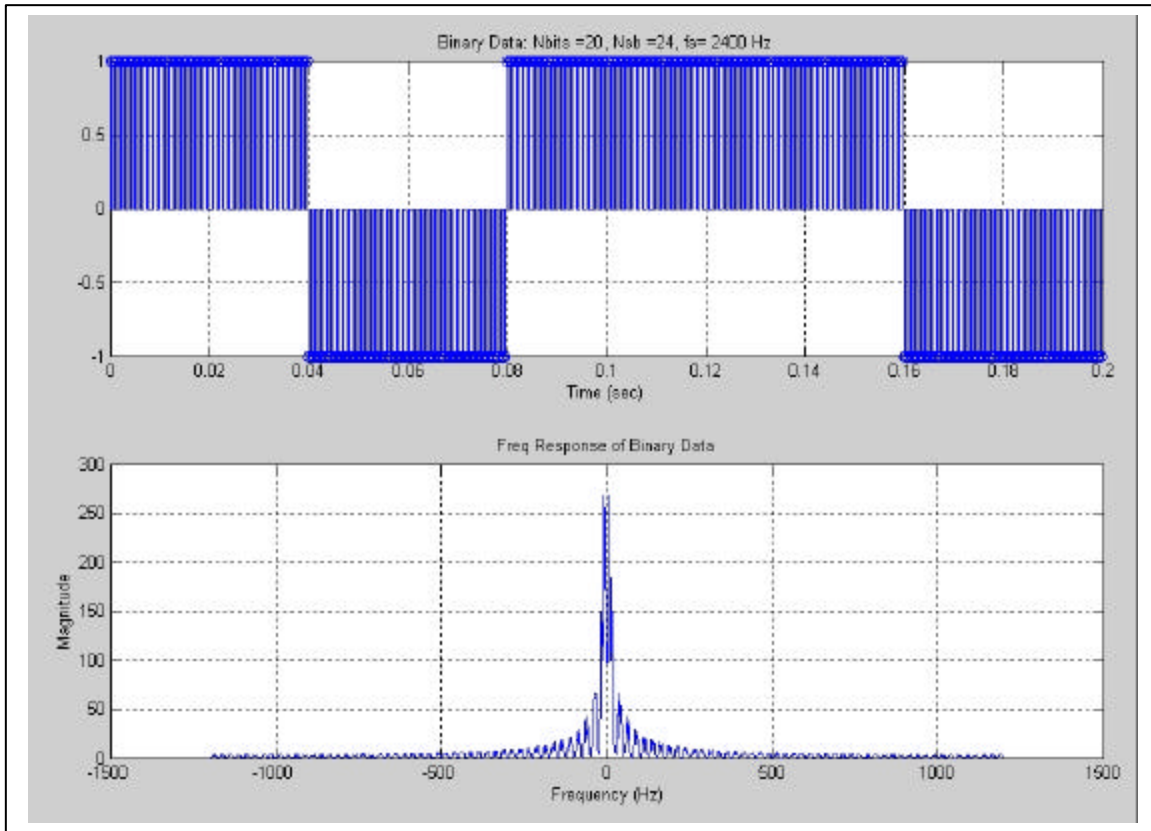 Binary Data: Nbits =20, Nsb =24, fs= 2400 Hz
1
0.5
0
-0.5
-1
0 0.02 0.04 0.06 0.08 0.1 0.12 0.14 0.16 0.18 0.2
Time (sec)
Freq Response of Binary Data
300
250
200
150
100
50
0
Magnitude
-1500 -1000 -500 0 500 1000 1500
Frequency (Hz)